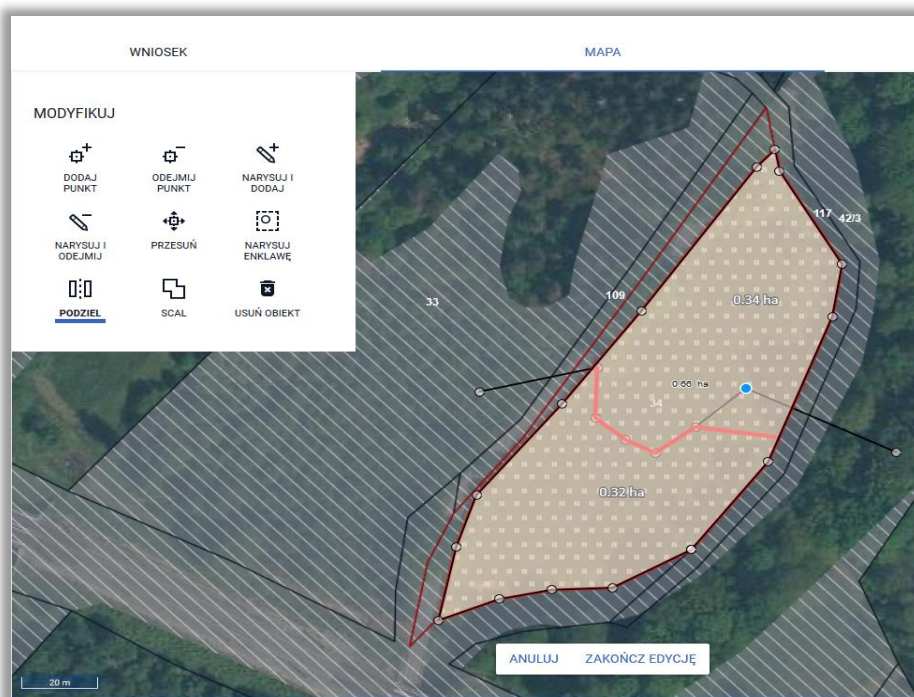 WNIOSEK
MAPA
MODYFIKUJ
DODAJ
PUNKT
ODEJMIJ
PUNKT
NARYSUJ I
DODAJ
NARYSUJ I
ODEJMIJ
PRZESUŃ
NARYSUJ
ENKLAWĘ
PODZIEL
SCAL
USUŃ OBIEKT
117
42/3
33
109
0.34 ha
0.66 ha
34
0.32 ha
ANULUJ
ZAKOŃCZ EDYCJĘ
20 m